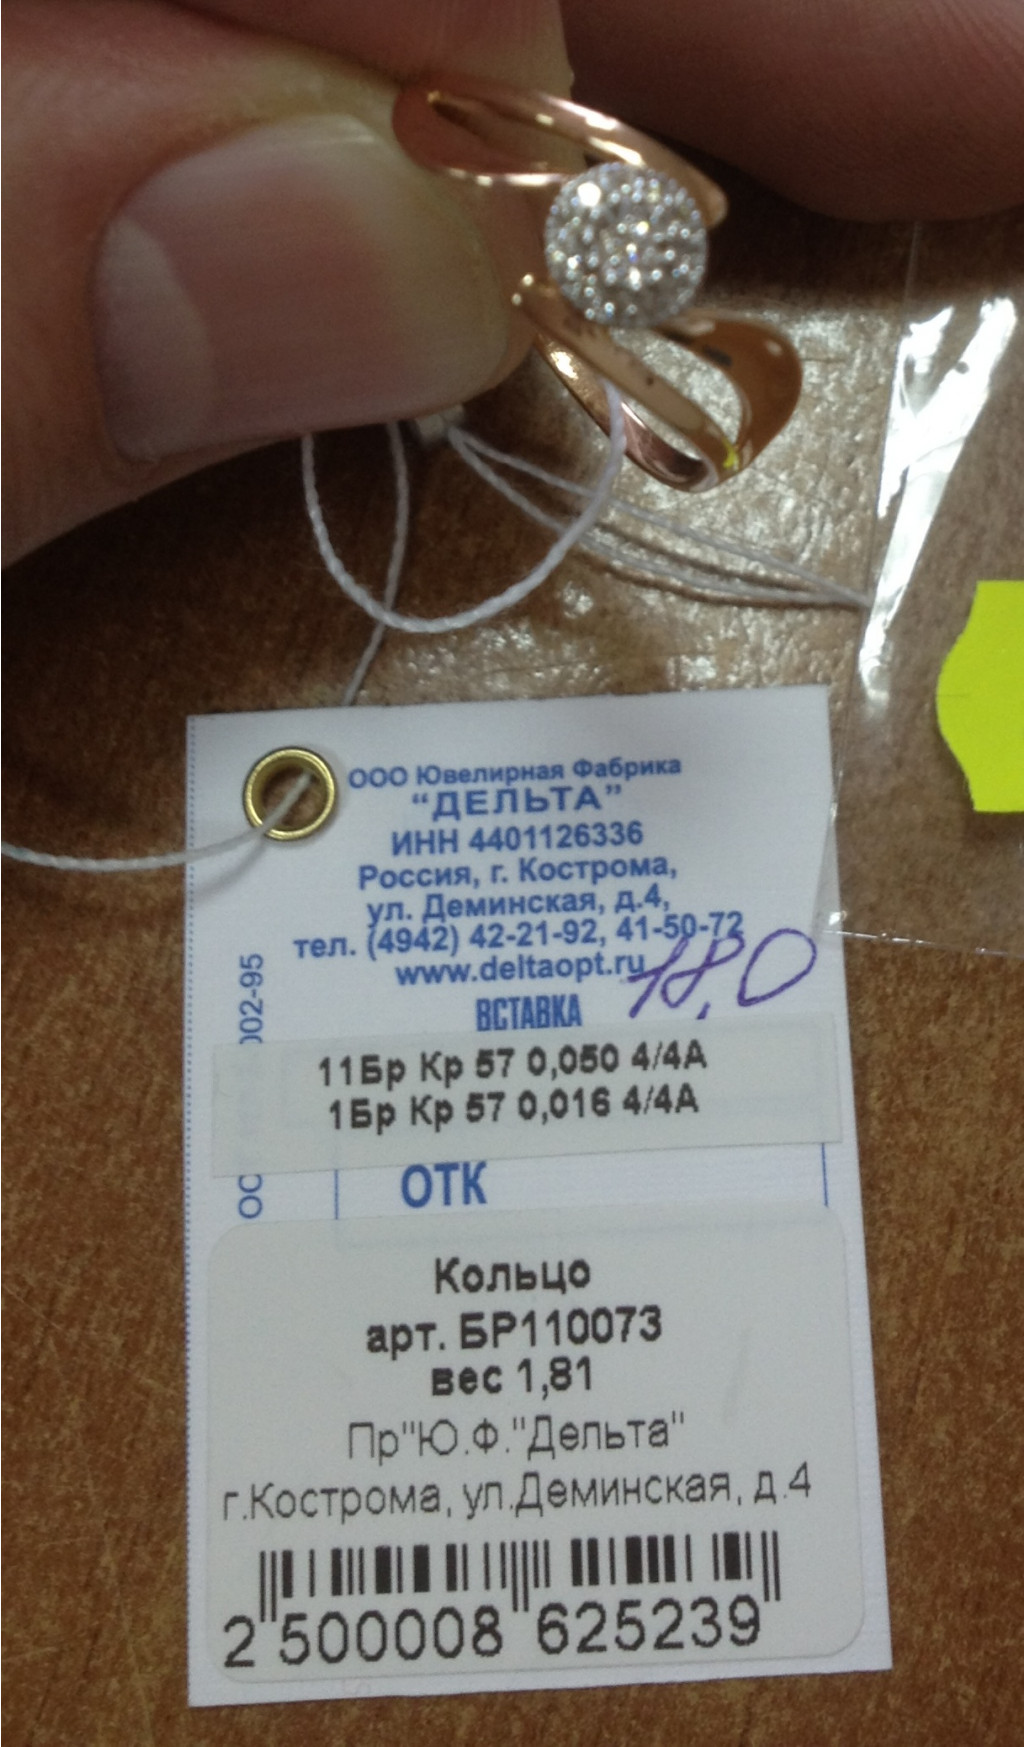 ООО Ювелирная Фабрика
“ДЕЛЬТА”
ИНН 4401126336
Россия, г. Кострома,
ул. Деминская, д.4,
тел. (4942) 42-21-92, 41-50-72
www.deltaopt.ru
18,0
ВСТАВКА
11Бр Кр 57 0,050 4/4А
1Бр Кр 57 0,016 4/4А
ОТК
Кольцо
арт. БР110073
вес 1,81
Пр"Ю.Ф."Дельта"
г.Кострома, ул.Деминская, д.4
2 500008 625239